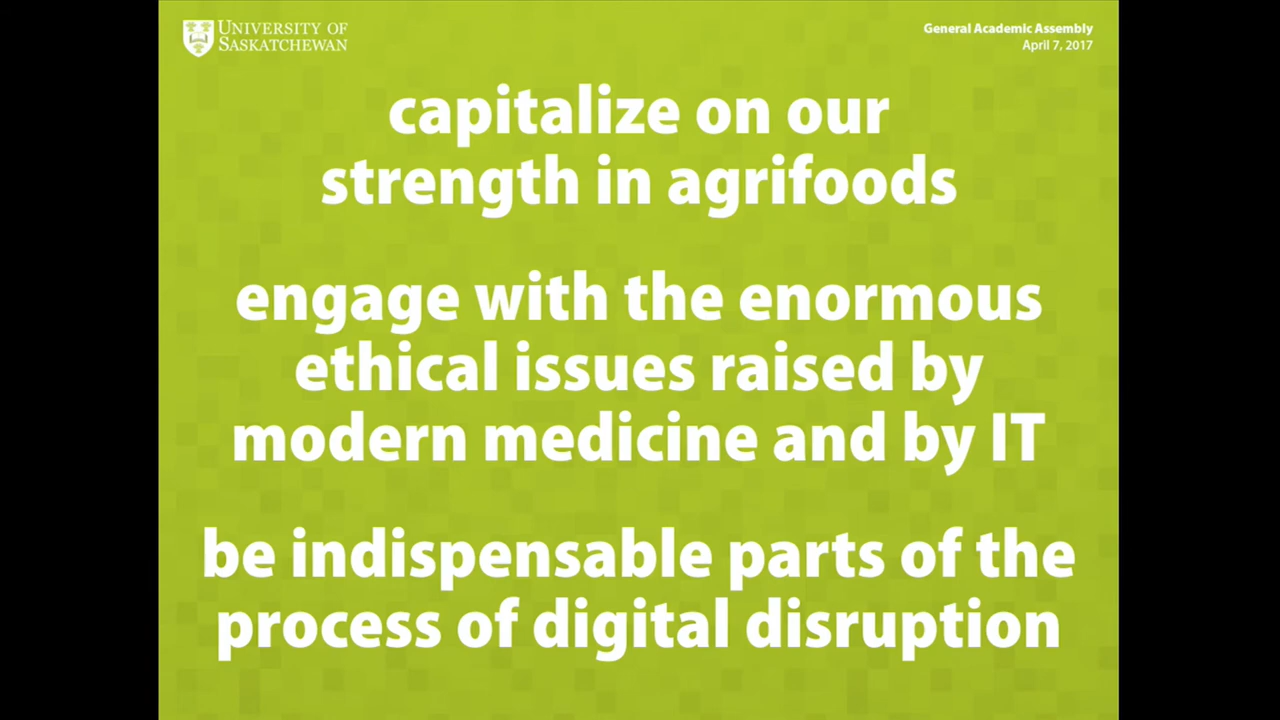 UNIVERSITY OF
SASKATCHEWAN
General Academic Assembly
April 7, 2017
capitalize on our
strength in agrifoods
engage with the enormous
ethical issues raised by
modern medicine and by IT
be indispensable parts of the
process of digital disruption